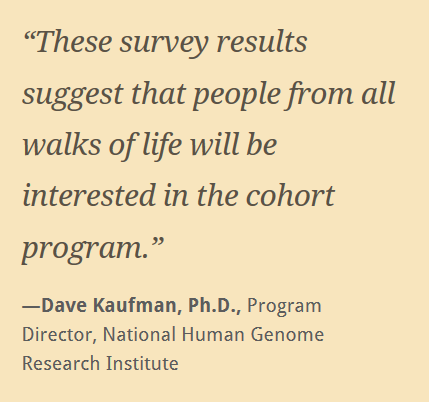 “These survey results
suggest that people from all
walks of life will be
interested in the cohort
program.”
—Dave Kaufman, Ph.D., Program
Director, National Human Genome
Research Institute